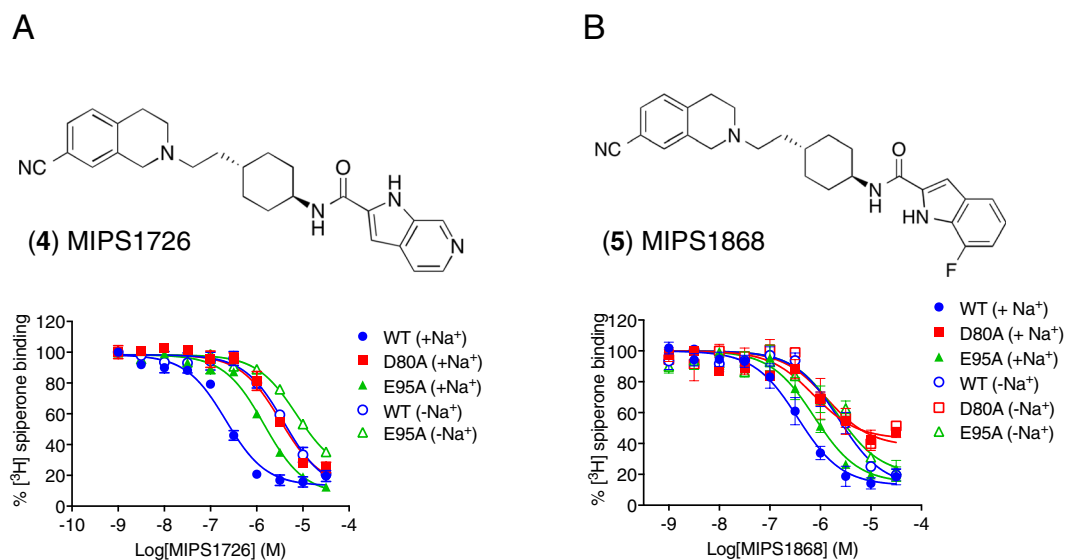 A
B
NC
N
O
N
H
NH
N
(4) MIPS1726
NC
N
O
N
H
HN
F
(5) MIPS1868
% [³H] spiperone binding
120
100
80
60
40
20
0
-10
-9
-8
-7
-6
-5
-4
Log[MIPS1726] (M)
WT (+Na⁺)
D80A (+Na⁺)
E95A (+Na⁺)
WT (-Na⁺)
E95A (-Na⁺)
% [³H] spiperone binding
120
100
80
60
40
20
0
-9
-8
-7
-6
-5
-4
Log[MIPS1868] (M)
WT (+ Na⁺)
D80A (+ Na⁺)
E95A (+Na⁺)
WT (-Na⁺)
D80A (-Na⁺)
E95A (-Na⁺)